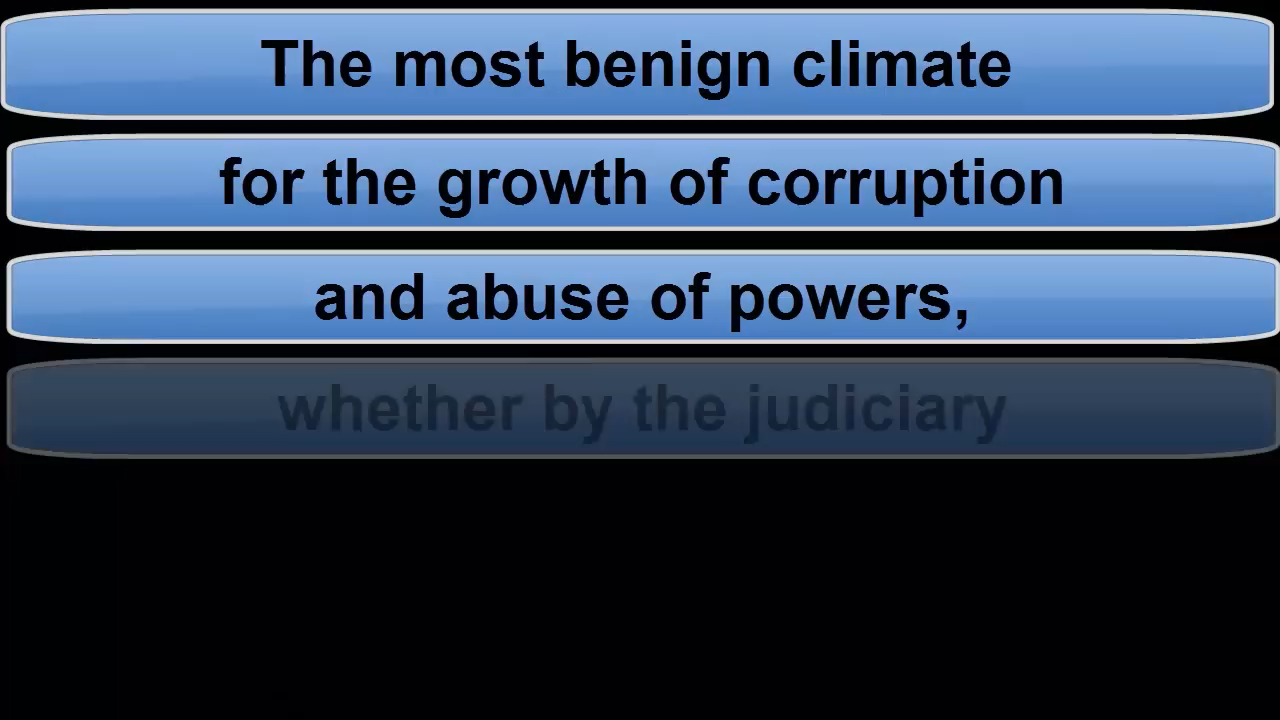 The most benign climate
for the growth of corruption
and abuse of powers,
whether by the judiciary